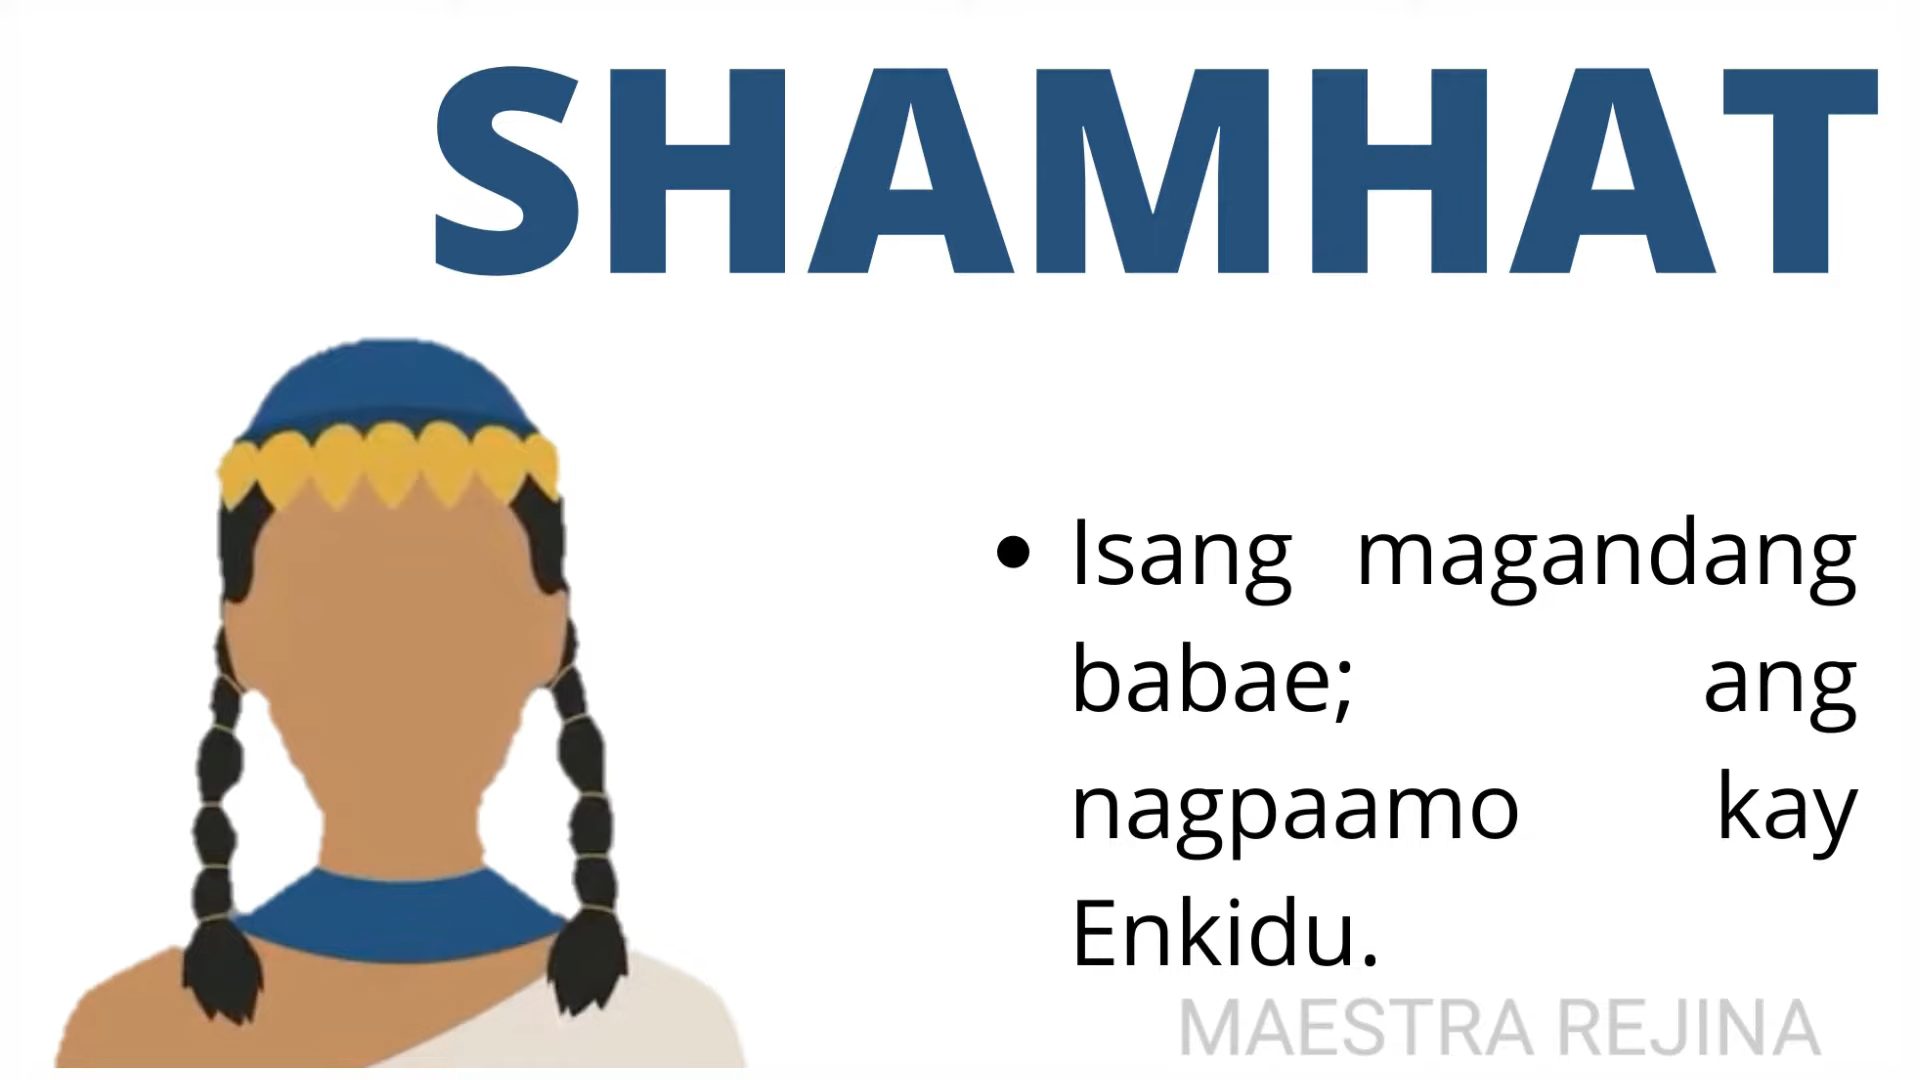 SHAMHAT
• Isang magandang
babae; ang
nagpaamo kay
Enkidu.
MAESTRA REJINA